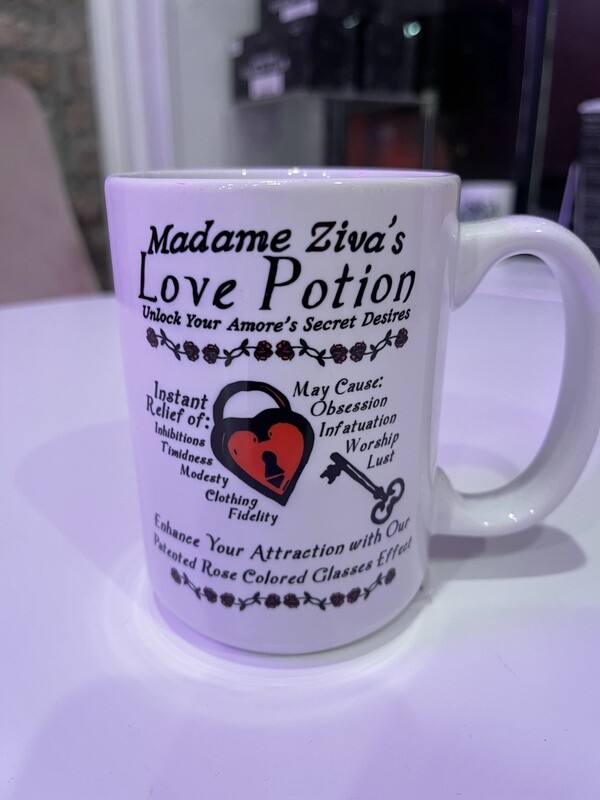 Madame Ziva's
Love Potion
Unlock Your Amore's Secret Desires
Instant
Relief of:
Inhibitions
Timidness
Modesty
Clothing
Fidelity
May Cause:
Obsession
Infatuation
Worship
Lust
Enhance Your Attraction with Our
Patented Rose Colored Glasses Effect